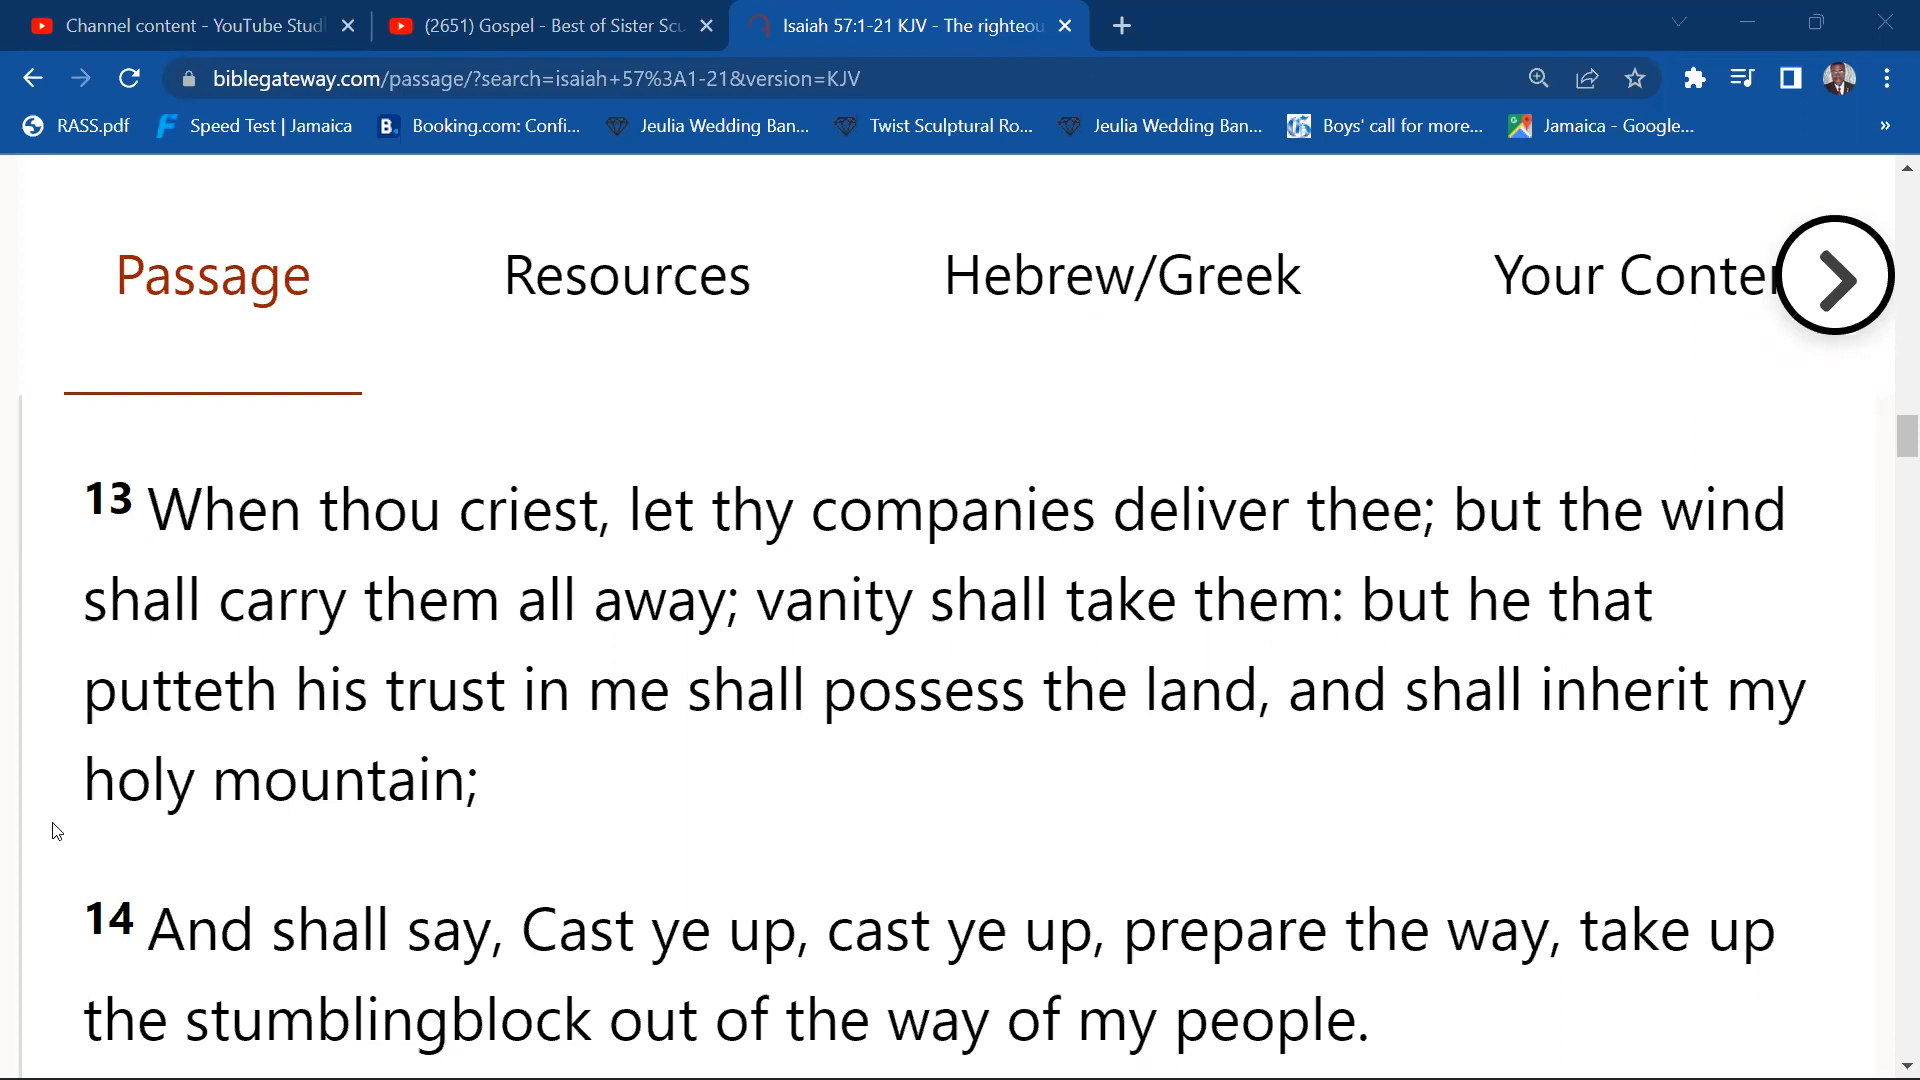 Channel content - YouTube Stud
(2651) Gospel - Best of Sister Scu
Isaiah 57:1-21 KJV - The righteou
biblegateway.com/passage/?search=isaiah+57%3A1-21&version=KJV
RASS.pdf
Speed Test | Jamaica
B.
Booking.com: Confi...
Jeulia Wedding Ban...
Twist Sculptural Ro...
Jeulia Wedding Ban...
Boys' call for more...
Jamaica - Google...
»
Passage
Resources
Hebrew/Greek
Your Conten
13 When thou criest, let thy companies deliver thee; but the wind
shall carry them all away; vanity shall take them: but he that
putteth his trust in me shall possess the land, and shall inherit my
holy mountain;
14 And shall say, Cast ye up, cast ye up, prepare the way, take up
the stumblingblock out of the way of my people.